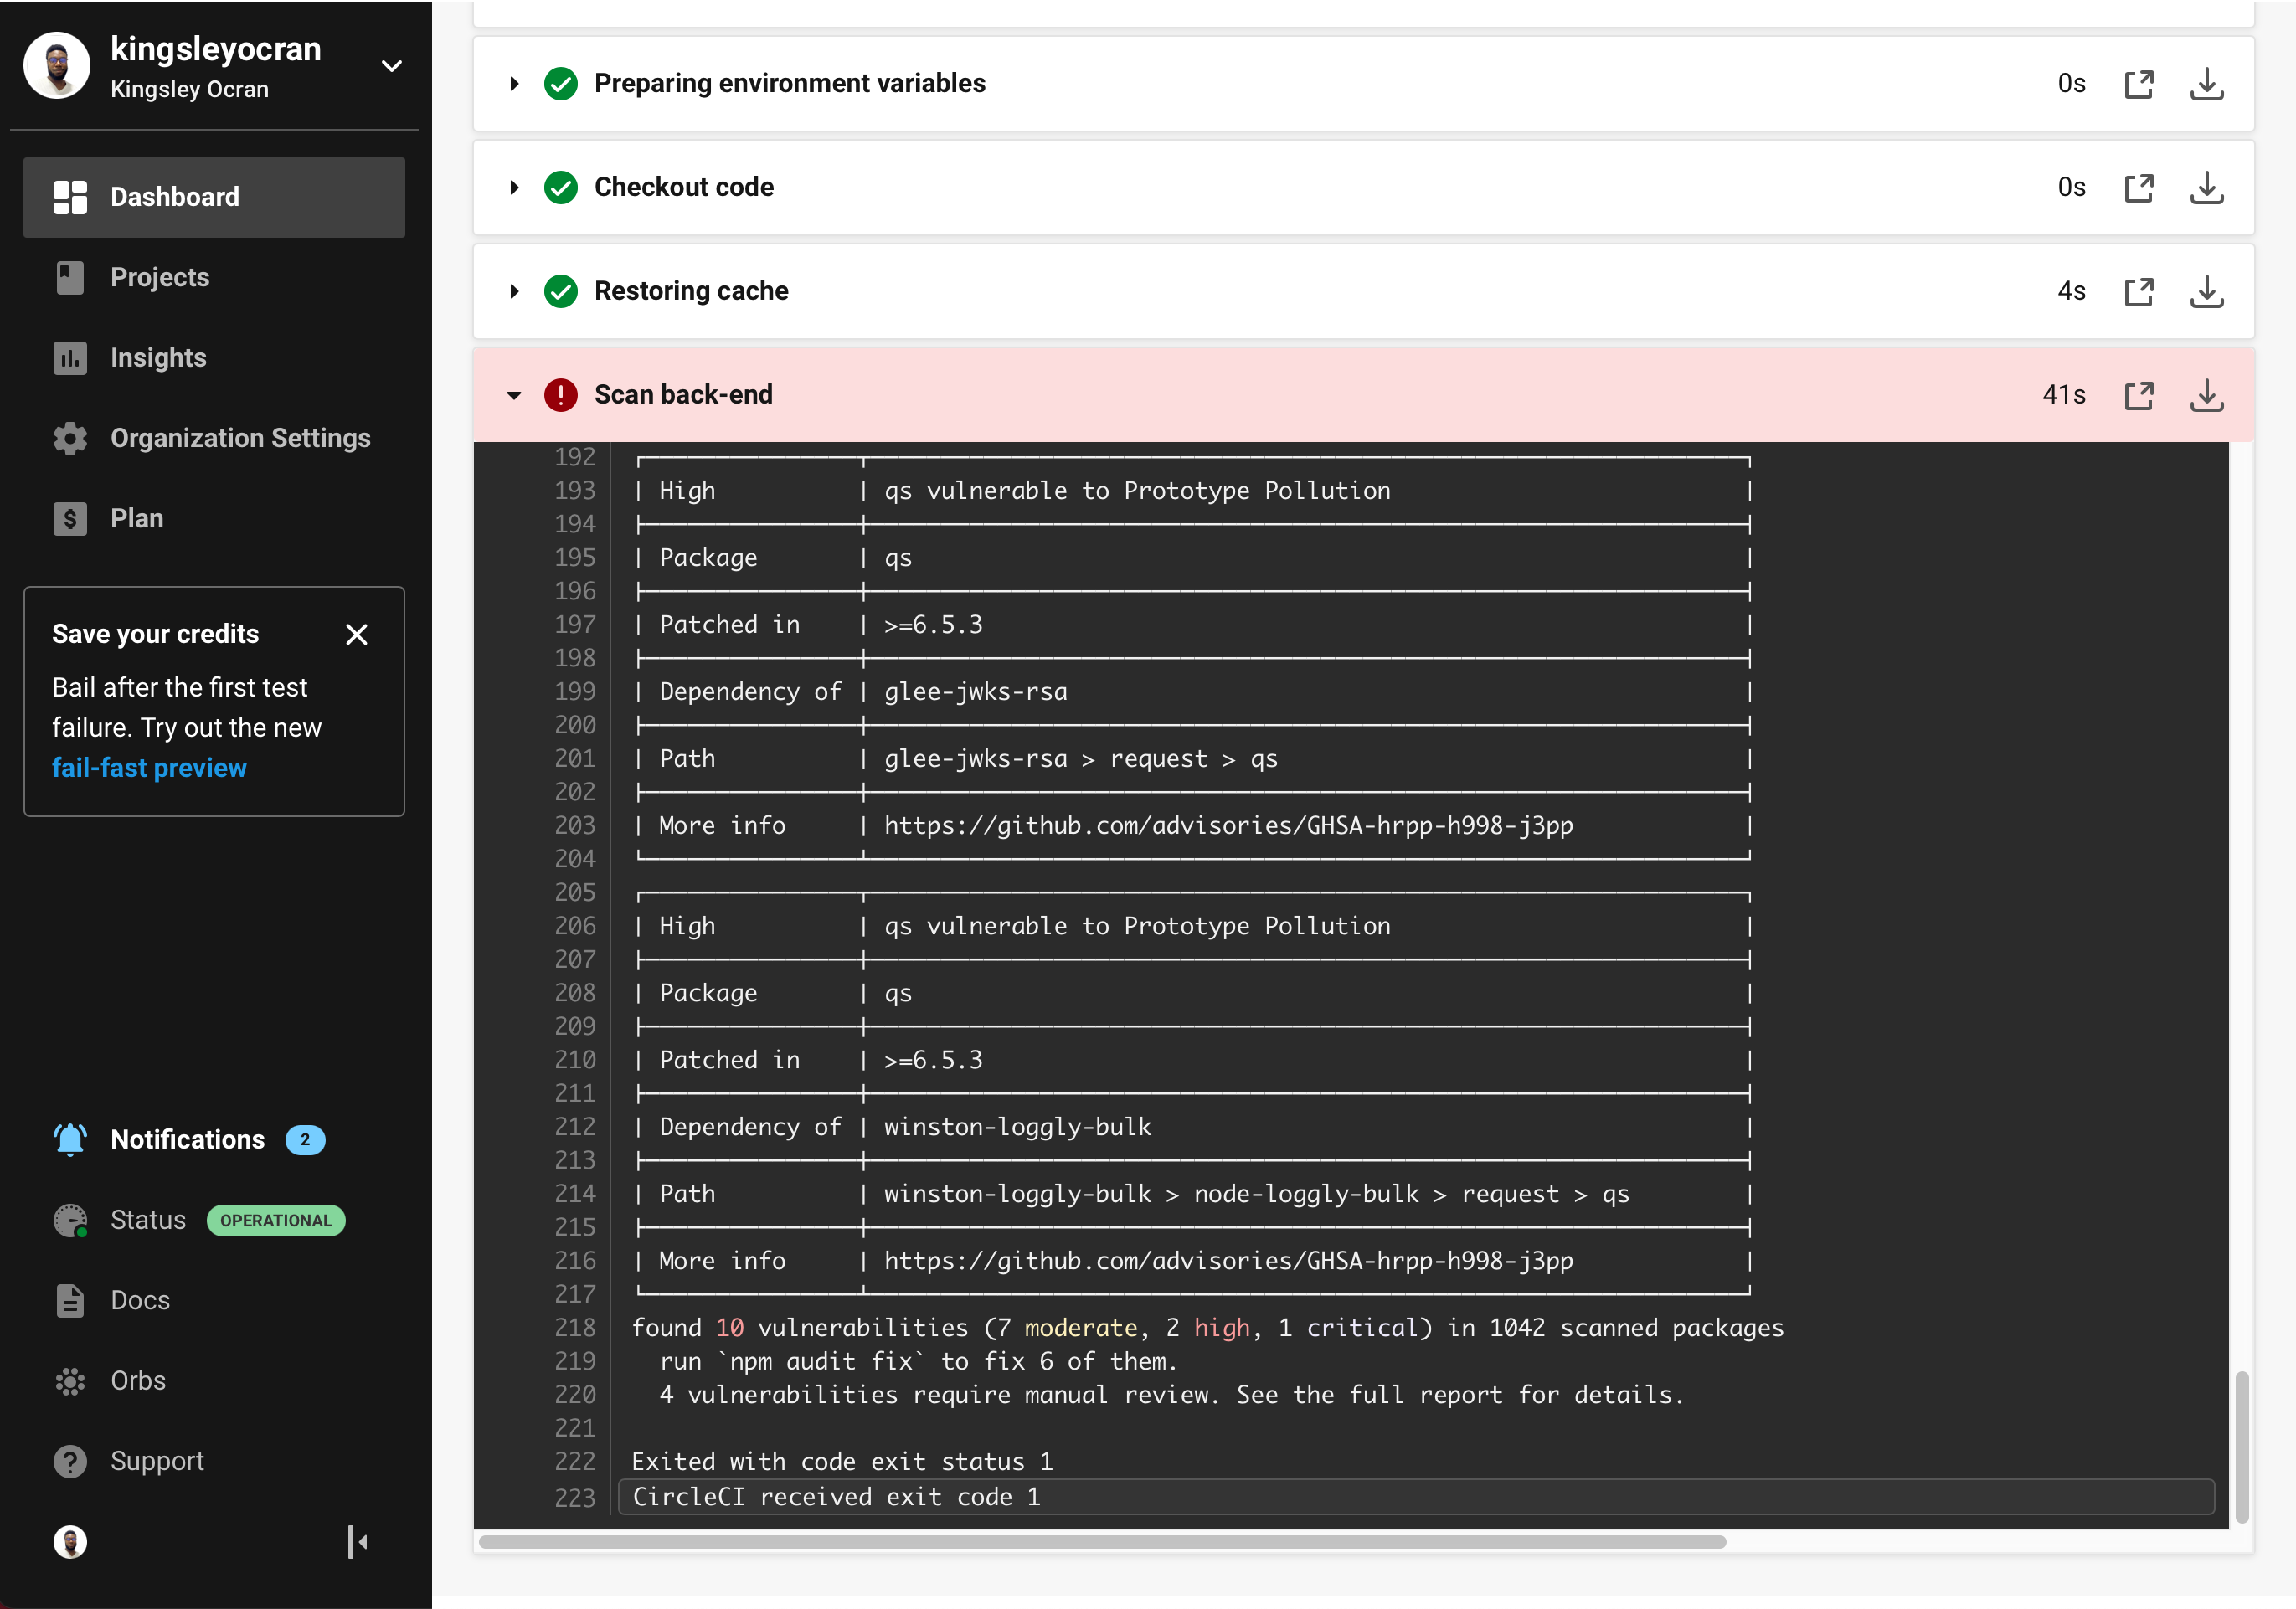 kingsleyocran
Kingsley Ocran
Dashboard
Projects
Insights
Organization Settings
Plan
Save your credits
Bail after the first test
failure. Try out the new
fail-fast preview
Notifications 2
Status OPERATIONAL
Docs
Orbs
Support
Preparing environment variables 0s
Checkout code 0s
Restoring cache 4s
Scan back-end 41s
192
193 | High | qs vulnerable to Prototype Pollution |
194
195 | Package | qs |
196
197 | Patched in | >=6.5.3 |
198
199 | Dependency of | glee-jwks-rsa |
200
201 | Path | glee-jwks-rsa > request > qs |
202
203 | More info | https://github.com/advisories/GHSA-hrpp-h998-j3pp |
204
205
206 | High | qs vulnerable to Prototype Pollution |
207
208 | Package | qs |
209
210 | Patched in | >=6.5.3 |
211
212 | Dependency of | winston-loggly-bulk |
213
214 | Path | winston-loggly-bulk > node-loggly-bulk > request > qs |
215
216 | More info | https://github.com/advisories/GHSA-hrpp-h998-j3pp |
217
218 found 10 vulnerabilities (7 moderate, 2 high, 1 critical) in 1042 scanned packages
219 run `npm audit fix` to fix 6 of them.
220 4 vulnerabilities require manual review. See the full report for details.
221
222 Exited with code exit status 1
223 CircleCI received exit code 1